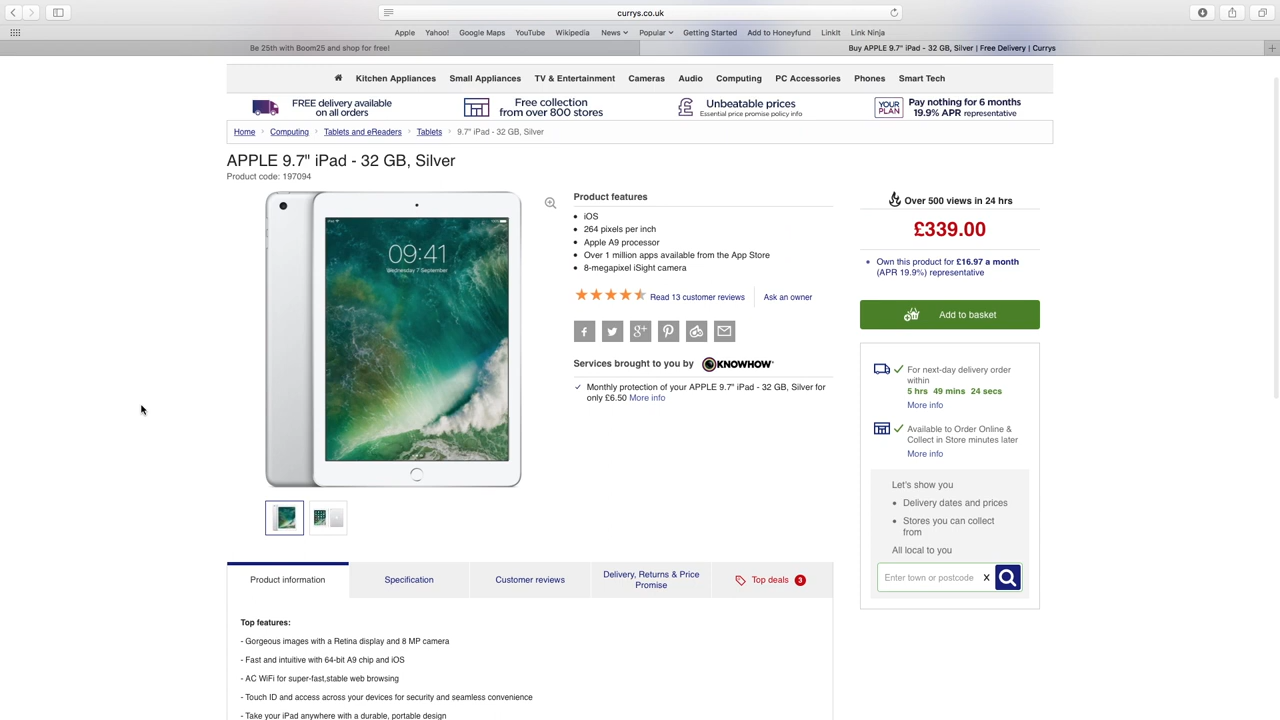 currys.co.uk
Apple Yahoo! Google Maps YouTube Wikipedia News Popular Getting Started Add to Honeyfund LinkIt Link Ninja
Be 25th with Boom25 and shop for free!
Buy APPLE 9.7" iPad - 32 GB, Silver | Free Delivery | Currys
Kitchen Appliances Small Appliances TV & Entertainment Cameras Audio Computing PC Accessories Phones Smart Tech
FREE delivery available
on all orders
Free collection
from over 800 stores
Unbeatable prices
Essential price promise policy info
YOUR
PLAN
Pay nothing for 6 months
19.9% APR representative
Home Computing Tablets and eReaders Tablets 9.7" iPad - 32 GB, Silver
APPLE 9.7" iPad - 32 GB, Silver
Product code: 197094
09:41
Wednesday 7 September
Product features
iOS
264 pixels per inch
Apple A9 processor
Over 1 million apps available from the App Store
8-megapixel iSight camera
Read 13 customer reviews
Ask an owner
Services brought to you by KNOWHOW
Monthly protection of your APPLE 9.7" iPad - 32 GB, Silver for
only £6.50 More info
Over 500 views in 24 hrs
£339.00
Own this product for £16.97 a month
(APR 19.9%) representative
Add to basket
For next-day delivery order
within
5 hrs 49 mins 24 secs
More info
Available to Order Online &
Collect in Store minutes later
More info
Let's show you
Delivery dates and prices
Stores you can collect
from
All local to you
Enter town or postcode X
Product information
Specification
Customer reviews
Delivery, Returns & Price
Promise
Top deals 3
Top features:
- Gorgeous images with a Retina display and 8 MP camera
- Fast and intuitive with 64-bit A9 chip and iOS
- AC WiFi for super-fast,stable web browsing
- Touch ID and access across your devices for security and seamless convenience
- Take your iPad anywhere with a durable, portable design